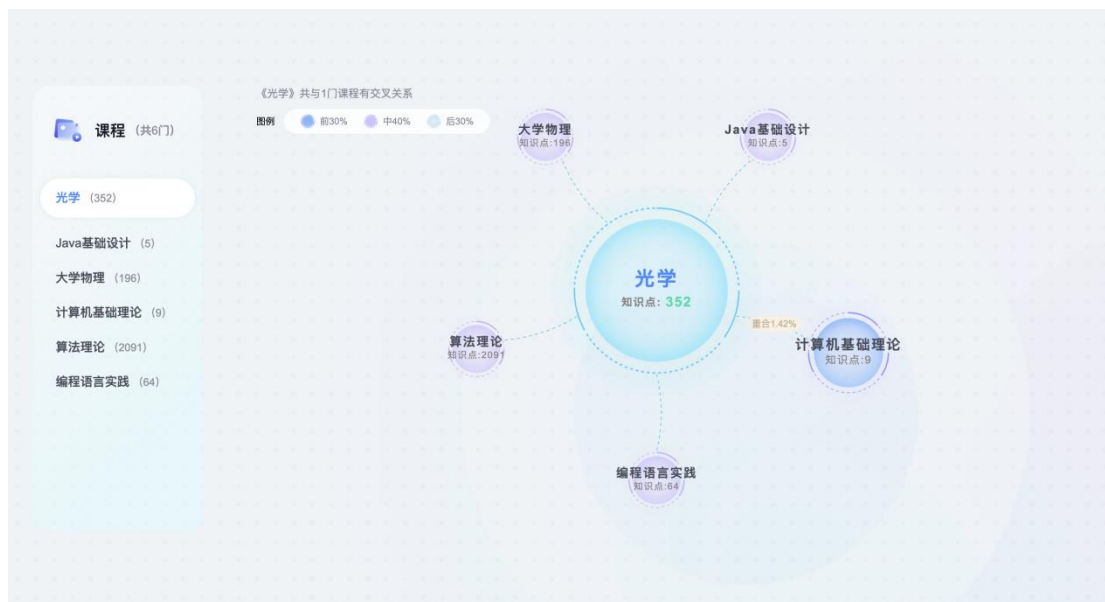 《光学》共与1门课程有交叉关系
图例 前30% 中40% 后30%
课程 (共6门)
光学 (352)
Java基础设计 (5)
大学物理 (196)
计算机基础理论 (9)
算法理论 (2091)
编程语言实践 (64)
大学物理
知识点:196
Java基础设计
知识点:5
光学
知识点: 352
重合1.42%
计算机基础理论
知识点:9
算法理论
知识点:2091
编程语言实践
知识点:64